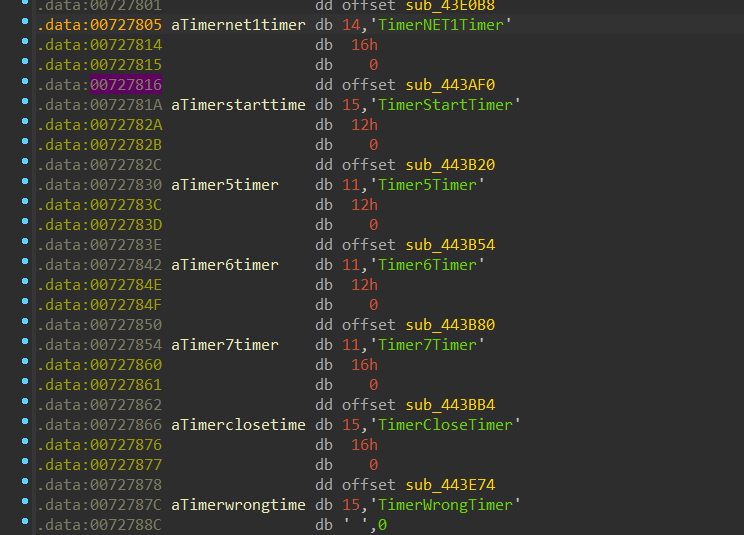 .data:00727801 dd offset sub_43E0B8
.data:00727805 aTimernet1timer db 14,'TimerNET1Timer'
.data:00727814 db 16h
.data:00727815 db 0
.data:00727816 dd offset sub_443AF0
.data:0072781A aTimerstarttime db 15,'TimerStartTimer'
.data:0072782A db 12h
.data:0072782B db 0
.data:0072782C dd offset sub_443B20
.data:00727830 aTimer5timer db 11,'Timer5Timer'
.data:0072783C db 12h
.data:0072783D db 0
.data:0072783E dd offset sub_443B54
.data:00727842 aTimer6timer db 11,'Timer6Timer'
.data:0072784E db 12h
.data:0072784F db 0
.data:00727850 dd offset sub_443B80
.data:00727854 aTimer7timer db 11,'Timer7Timer'
.data:00727860 db 16h
.data:00727861 db 0
.data:00727862 dd offset sub_443BB4
.data:00727866 aTimerclosetime db 15,'TimerCloseTimer'
.data:00727876 db 16h
.data:00727877 db 0
.data:00727878 dd offset sub_443E74
.data:0072787C aTimerwrongtime db 15,'TimerWrongTimer'
.data:0072788C db ' ',0